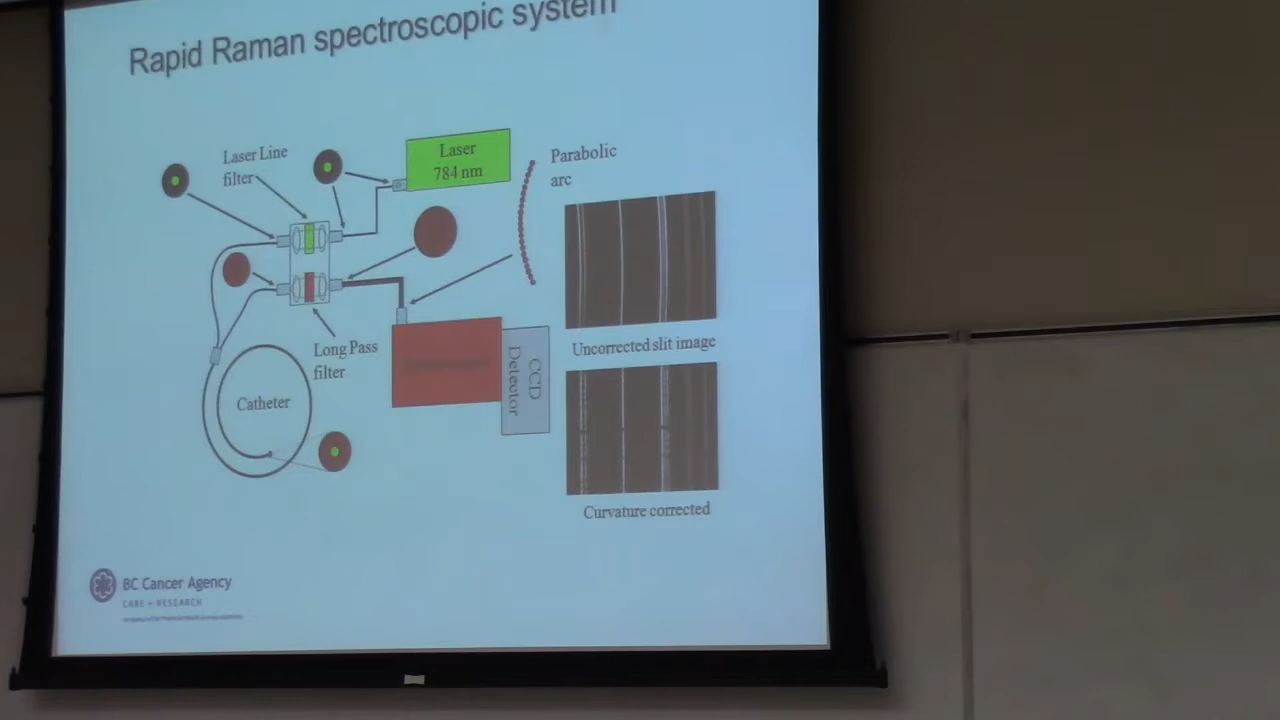 Rapid Raman spectroscopic system
Laser Line
filter
Laser
784 nm
Parabolic
arc
Uncorrected slit image
Long Pass
filter
CCD
Detector
Catheter
Curvature corrected
BC Cancer Agency
CARE + RESEARCH